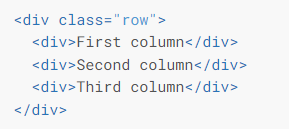 <div class="row">
  <div>First column</div>
  <div>Second column</div>
  <div>Third column</div>
</div>